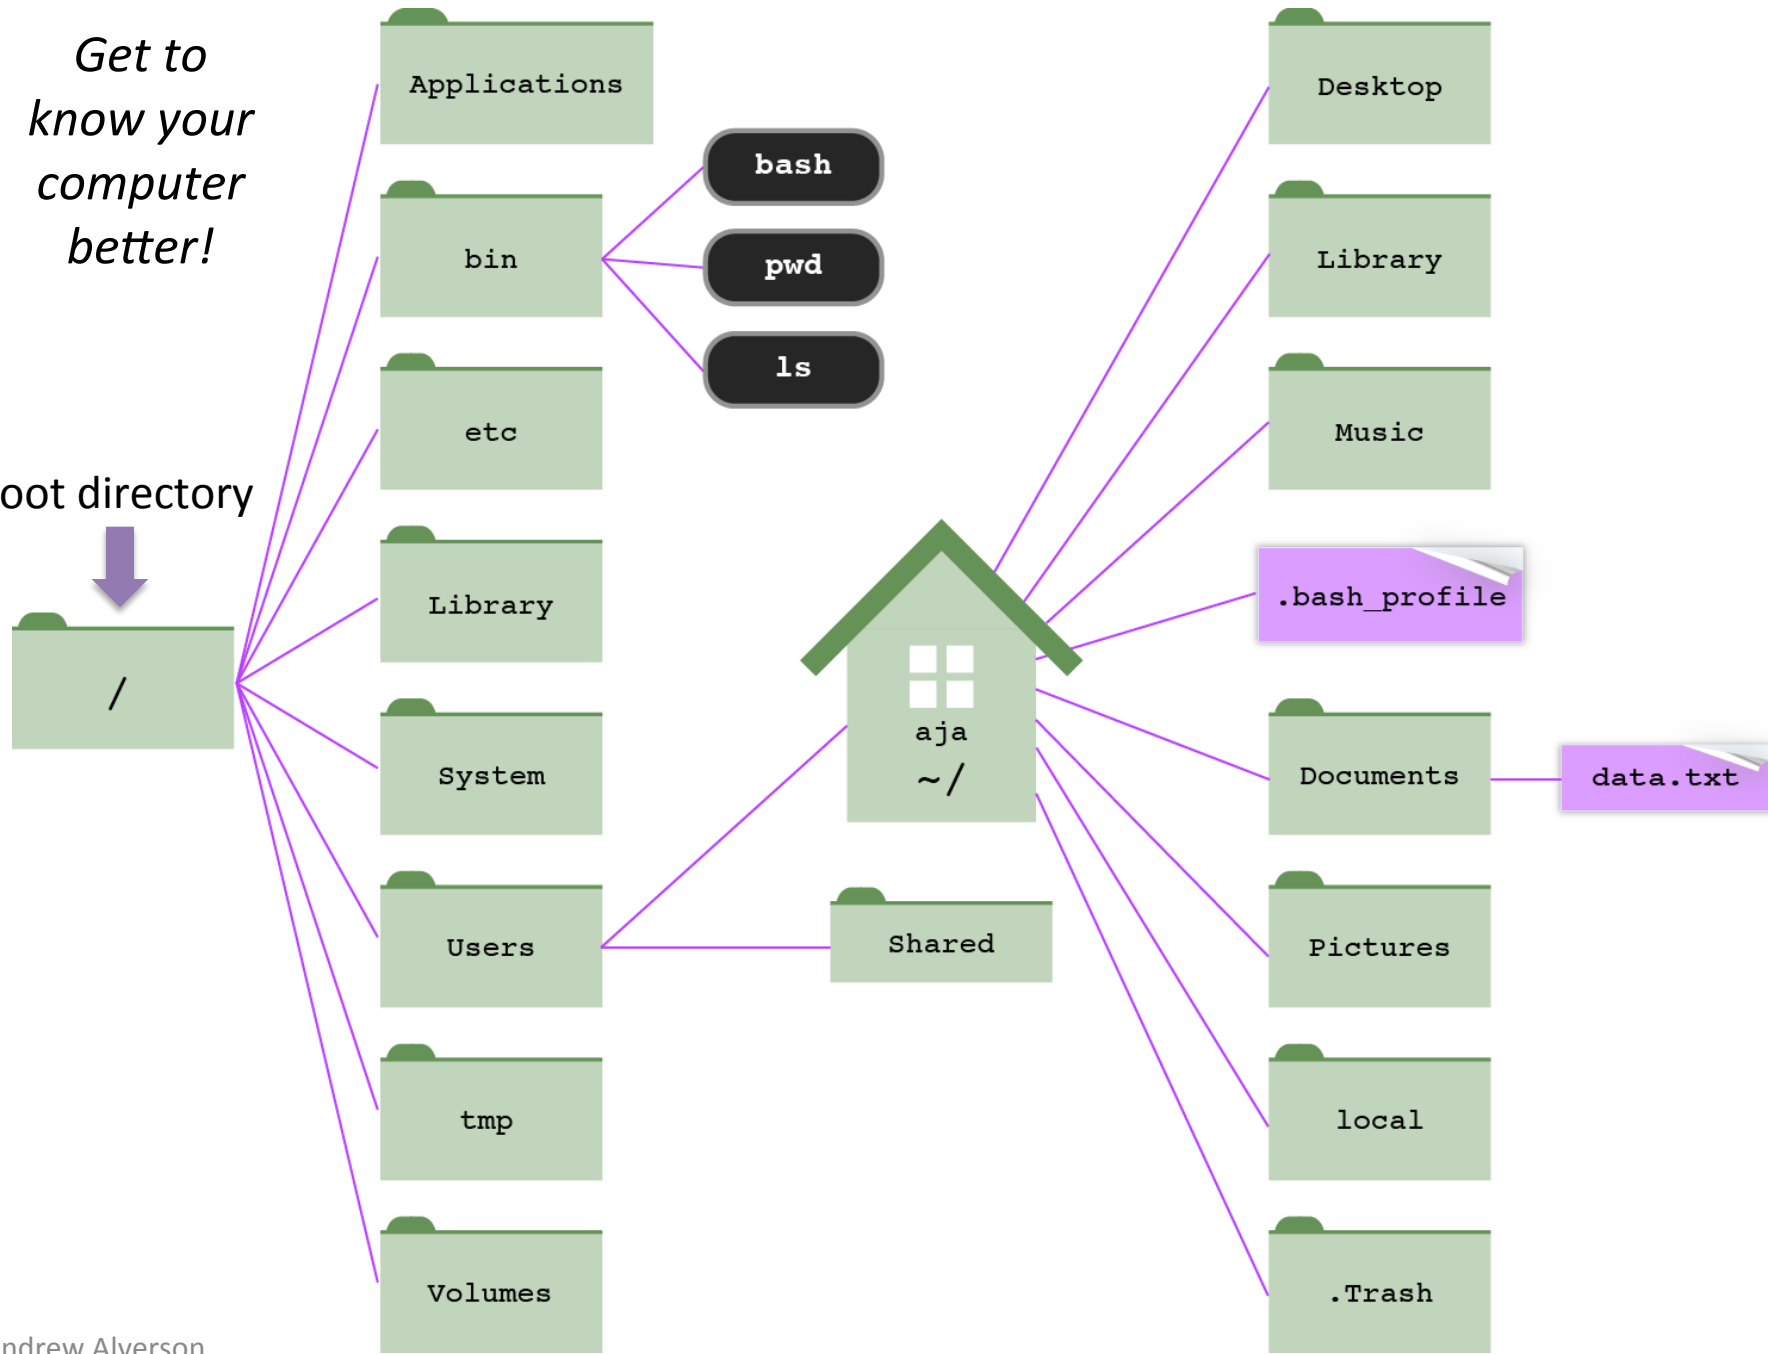 Get to
know your
computer
better!
oot directory
/
Applications
bin
etc
Library
System
Users
tmp
Volumes
bash
pwd
ls
aja
~/
Shared
Desktop
Library
Music
.bash_profile
Documents
data.txt
Pictures
local
.Trash
ndrew Alverson